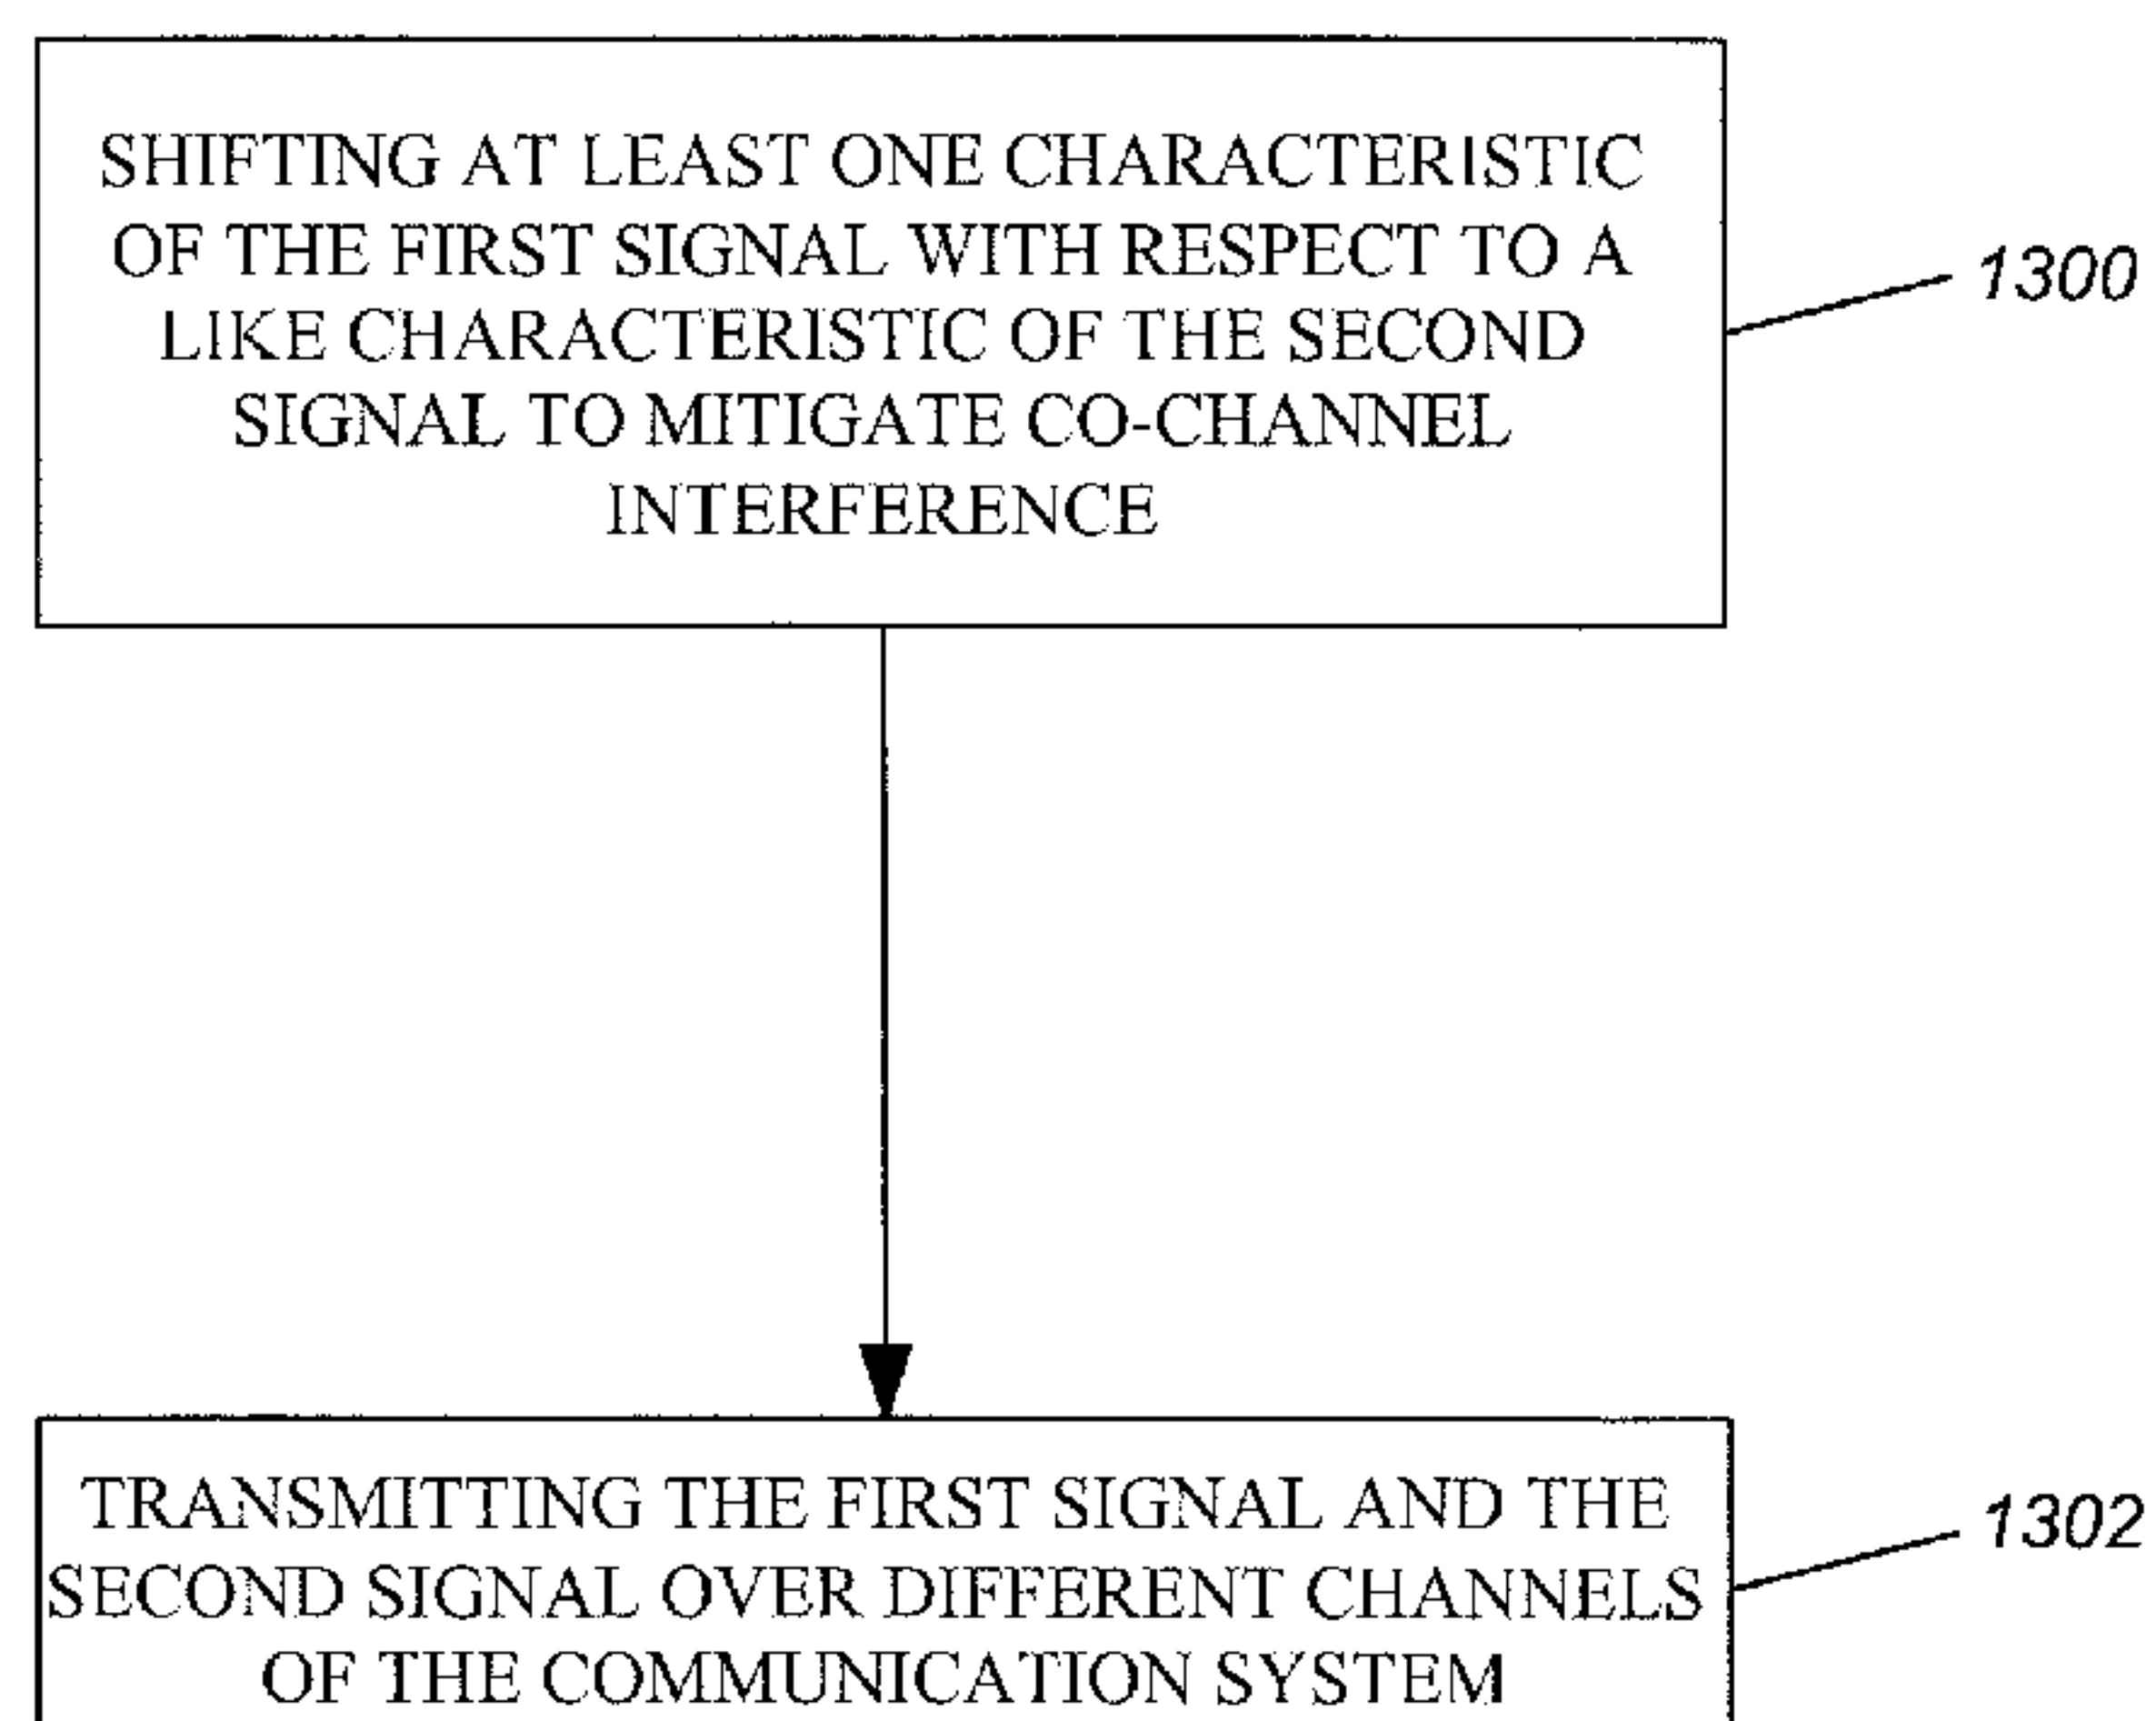 SHIFTING AT LEAST ONE CHARACTERISTIC
OF THE FIRST SIGNAL WITH RESPECT TO A
LIKE CHARACTERISTIC OF THE SECOND
SIGNAL TO MITIGATE CO-CHANNEL
INTERFERENCE
1300
TRANSMITTING THE FIRST SIGNAL AND THE
SECOND SIGNAL OVER DIFFERENT CHANNELS
OF THE COMMUNICATION SYSTEM
1302